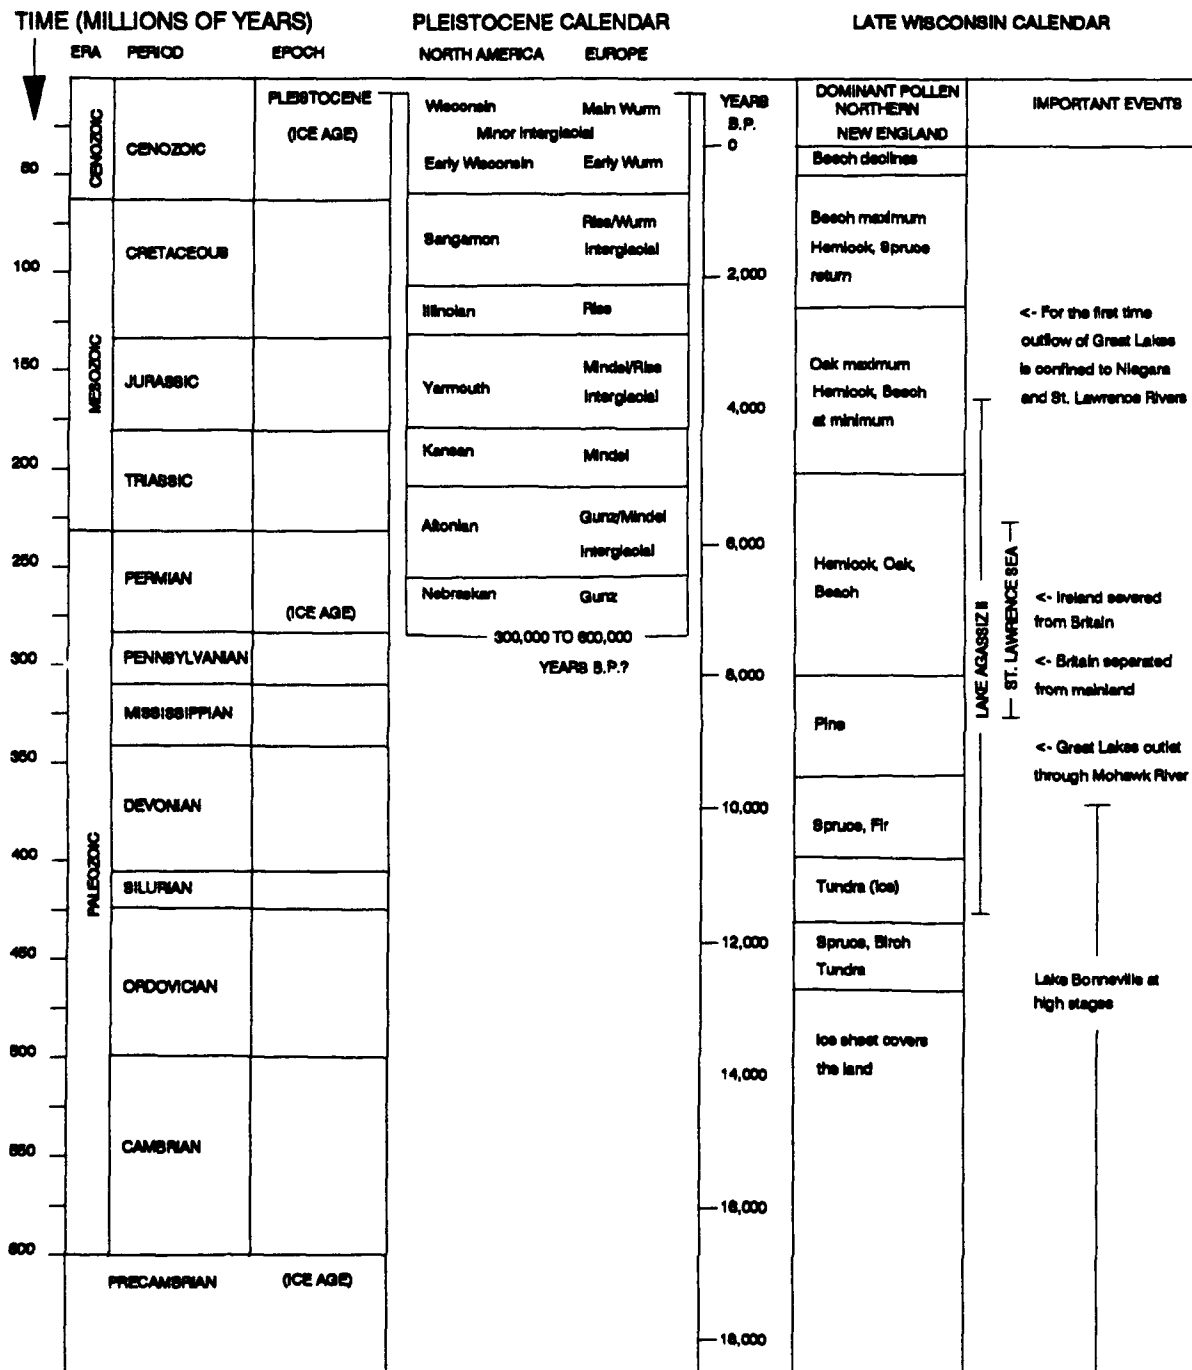 TIME (MILLIONS OF YEARS)
PLEISTOCENE CALENDAR
LATE WISCONSIN CALENDAR
ERA PERIOD EPOCH
NORTH AMERICA EUROPE
CENOZOIC
MESOZOIC
PALEOZOIC
50
100
150
200
250
300
350
400
450
500
550
600
CENOZOIC
CRETACEOUS
JURASSIC
TRIASSIC
PERMIAN
PENNSYLVANIAN
MISSISSIPPIAN
DEVONIAN
SILURIAN
ORDOVICIAN
CAMBRIAN
PRECAMBRIAN
PLEISTOCENE
(ICE AGE)
(ICE AGE)
(ICE AGE)
Wisconsin Main Wurm
Minor Interglacial
Early Wisconsin Early Wurm
Sangamon
Riss/Wurm
Interglacial
Illinoian Riss
Yarmouth
Mindel/Riss
Interglacial
Kansan Mindel
Altonian
Gunz/Mindel
Interglacial
Nebraskan Gunz
300,000 TO 600,000
YEARS B.P.?
YEARS
B.P.
0
2,000
4,000
6,000
8,000
10,000
12,000
14,000
16,000
18,000
DOMINANT POLLEN
NORTHERN
NEW ENGLAND
Beech declines
Beech maximum
Hemlock, Spruce
return
Oak maximum
Hemlock, Beech
at minimum
Hemlock, Oak,
Beech
Pine
Spruce, Fir
Tundra (Ice)
Spruce, Birch
Tundra
Ice sheet covers
the land
IMPORTANT EVENTS
<- For the first time
outflow of Great Lakes
is confined to Niagara
and St. Lawrence Rivers
LAKE AGASSIZ II
ST. LAWRENCE SEA
<- Ireland severed
from Britain
<- Britain separated
from mainland
<- Great Lakes outlet
through Mohawk River
Lake Bonneville at
high stages